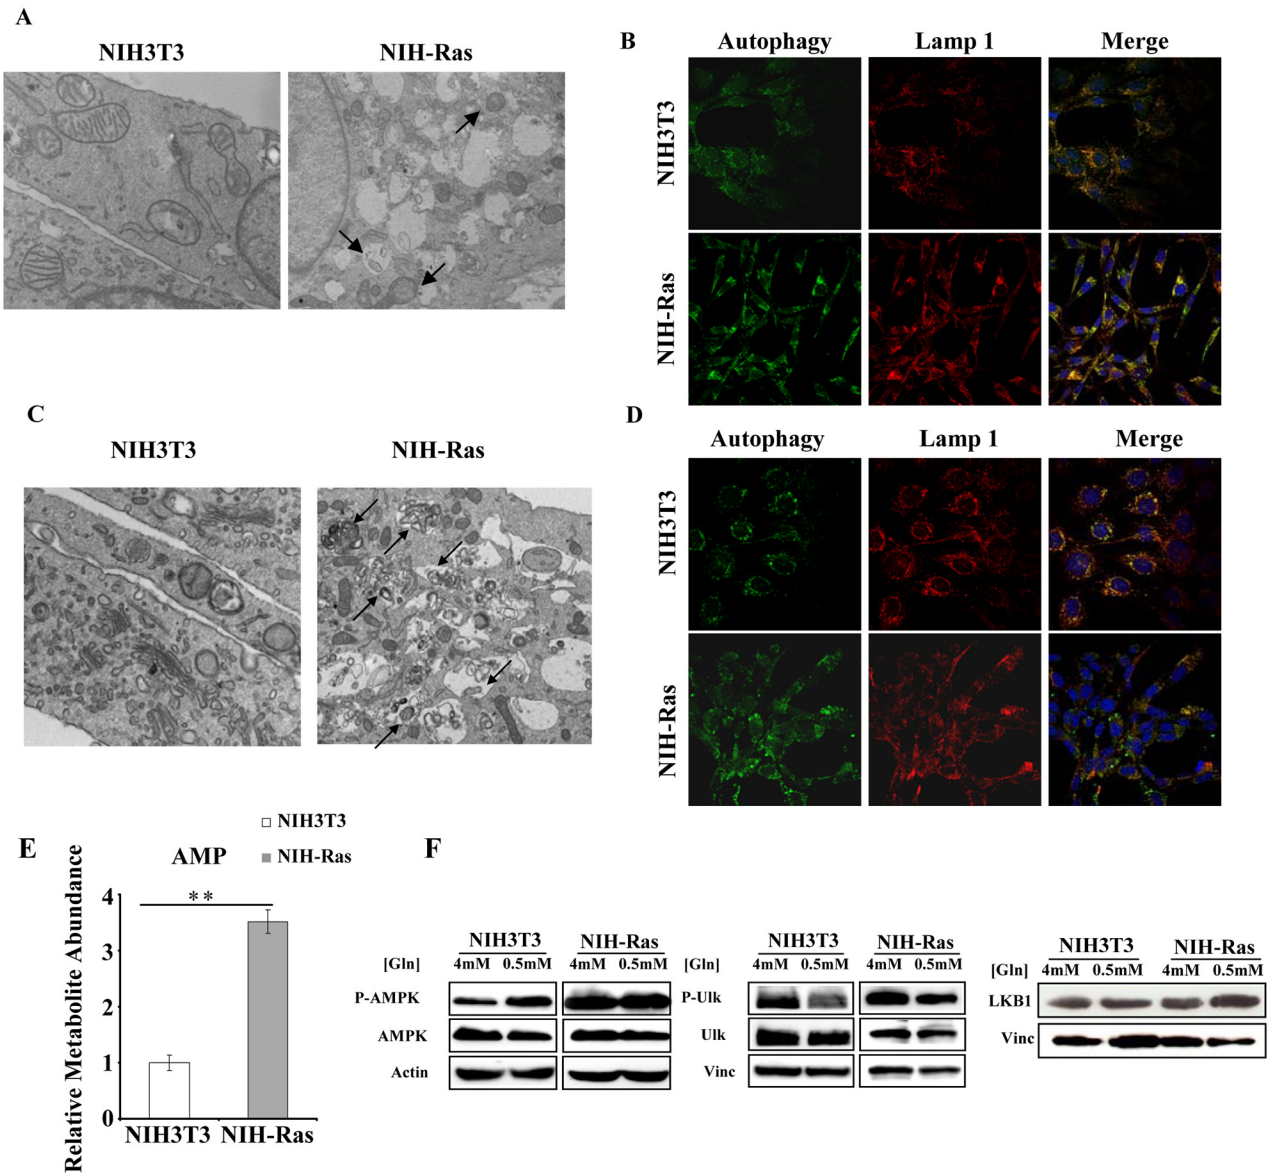 A
NIH3T3 NIH-Ras
B
Autophagy Lamp 1 Merge
NIH3T3
NIH-Ras
C
NIH3T3 NIH-Ras
D
Autophagy Lamp 1 Merge
NIH3T3
NIH-Ras
E
NIH3T3
NIH-Ras
AMP
**
Relative Metabolite Abundance
4
3
2
1
0
NIH3T3 NIH-Ras
F
NIH3T3 NIH-Ras
[Gln] 4mM 0.5mM 4mM 0.5mM
P-AMPK
AMPK
Actin
NIH3T3 NIH-Ras
[Gln] 4mM 0.5mM 4mM 0.5mM
P-Ulk
Ulk
Vinc
NIH3T3 NIH-Ras
[Gln] 4mM 0.5mM 4mM 0.5mM
LKB1
Vinc